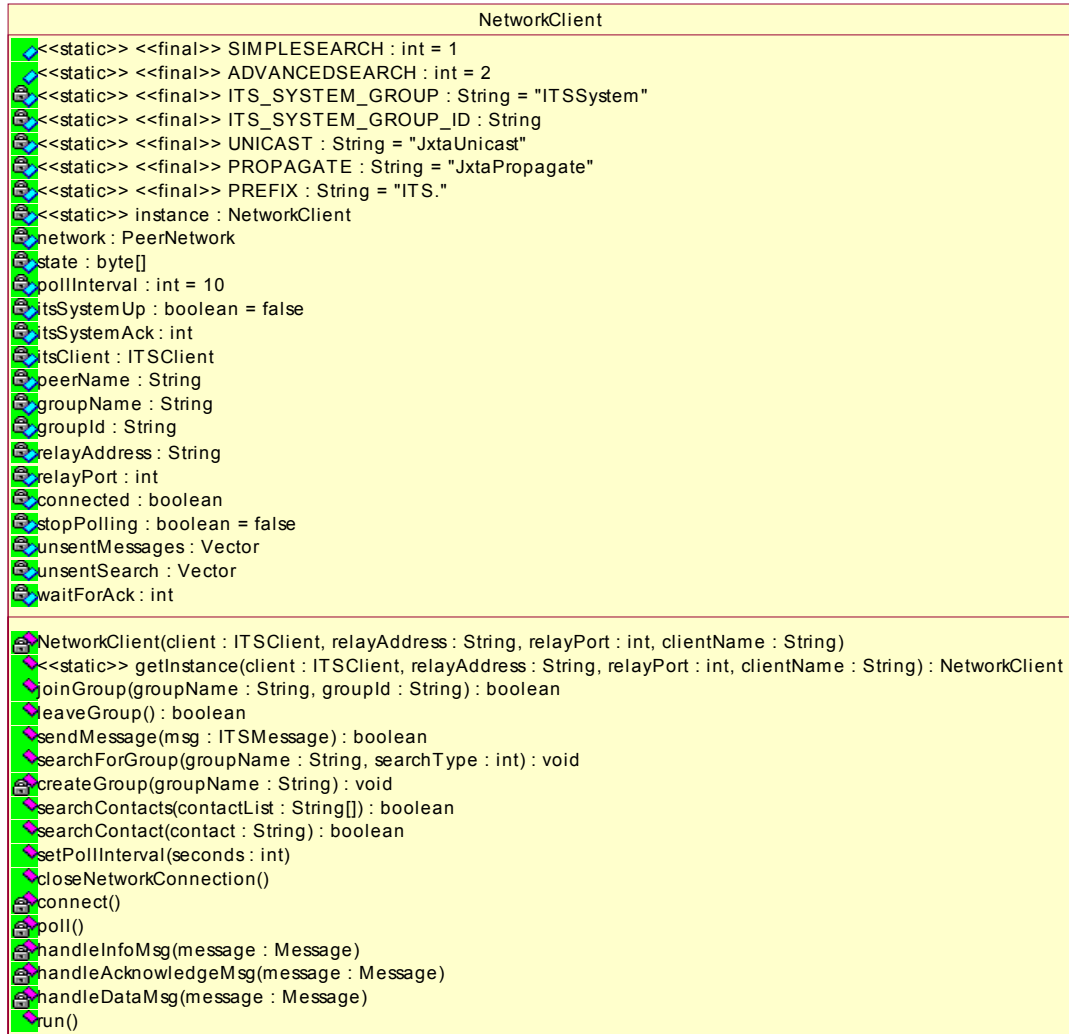 NetworkClient
<<static>> <<final>> SIMPLESEARCH : int = 1
<<static>> <<final>> ADVANCEDSEARCH : int = 2
<<static>> <<final>> ITS_SYSTEM_GROUP : String = "ITSSystem"
<<static>> <<final>> ITS_SYSTEM_GROUP_ID : String
<<static>> <<final>> UNICAST : String = "JxtaUnicast"
<<static>> <<final>> PROPAGATE : String = "JxtaPropagate"
<<static>> <<final>> PREFIX : String = "ITS."
<<static>> instance : NetworkClient
network : PeerNetwork
state : byte[]
pollInterval : int = 10
itsSystemUp : boolean = false
itsSystemAck : int
itsClient : ITSClient
peerName : String
groupName : String
groupId : String
relayAddress : String
relayPort : int
connected : boolean
stopPolling : boolean = false
unsentMessages : Vector
unsentSearch : Vector
waitForAck : int
NetworkClient(client : ITSClient, relayAddress : String, relayPort : int, clientName : String)
<<static>> getInstance(client : ITSClient, relayAddress : String, relayPort : int, clientName : String) : NetworkClient
joinGroup(groupName : String, groupId : String) : boolean
leaveGroup() : boolean
sendMessage(msg : ITSMessage) : boolean
searchForGroup(groupName : String, searchType : int) : void
createGroup(groupName : String) : void
searchContacts(contactList : String[]) : boolean
searchContact(contact : String) : boolean
setPollInterval(seconds : int)
closeNetworkConnection()
connect()
poll()
handleInfoMsg(message : Message)
handleAcknowledgeMsg(message : Message)
handleDataMsg(message : Message)
run()